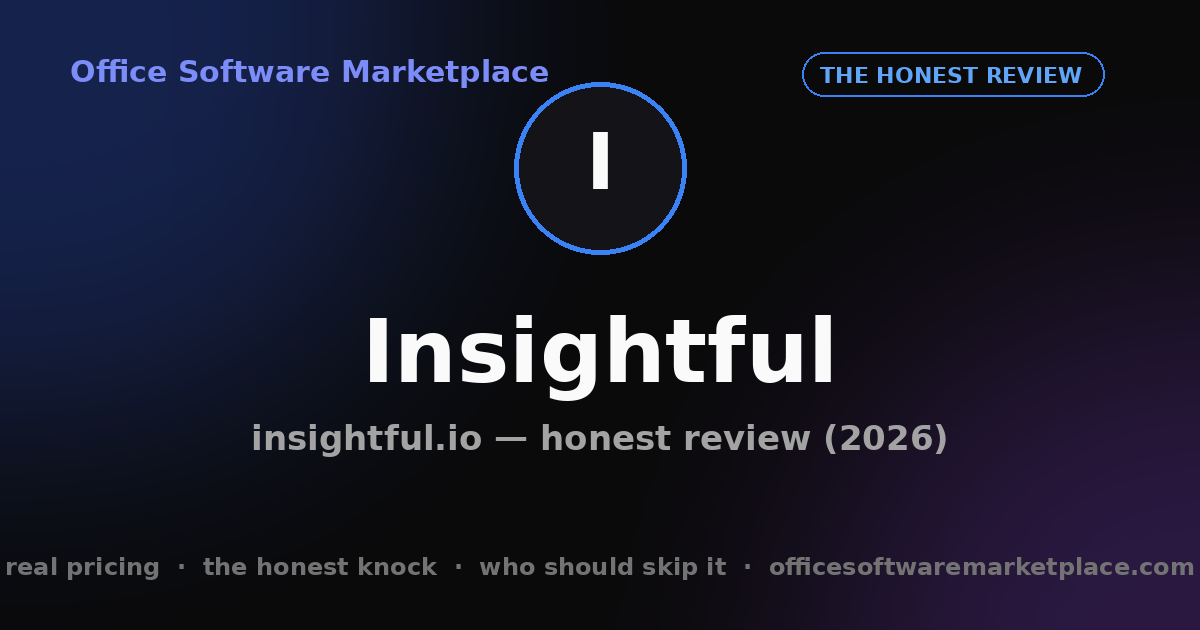 Office Software Marketplace
THE HONEST REVIEW
I
Insightful
insightful.io — honest review (2026)
real pricing · the honest knock · who should skip it · officesoftwaremarketplace.com